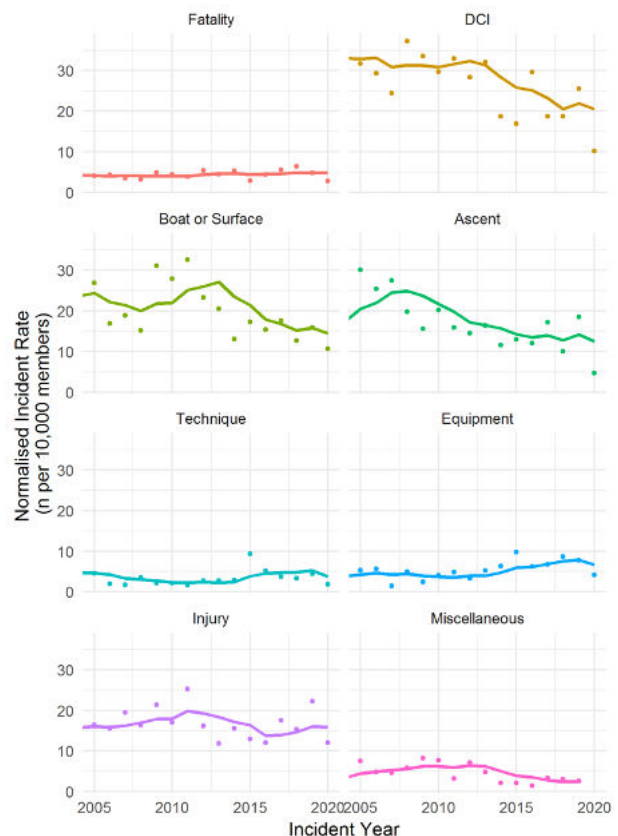 Fatality DCI
30
20
10
0
Boat or Surface Ascent
30
20
10
0
Normalised Incident Rate
(n per 10,000 members)
Technique Equipment
30
20
10
0
Injury Miscellaneous
30
20
10
0
2005 2010 2015 2020 2005 2010 2015 2020
Incident Year